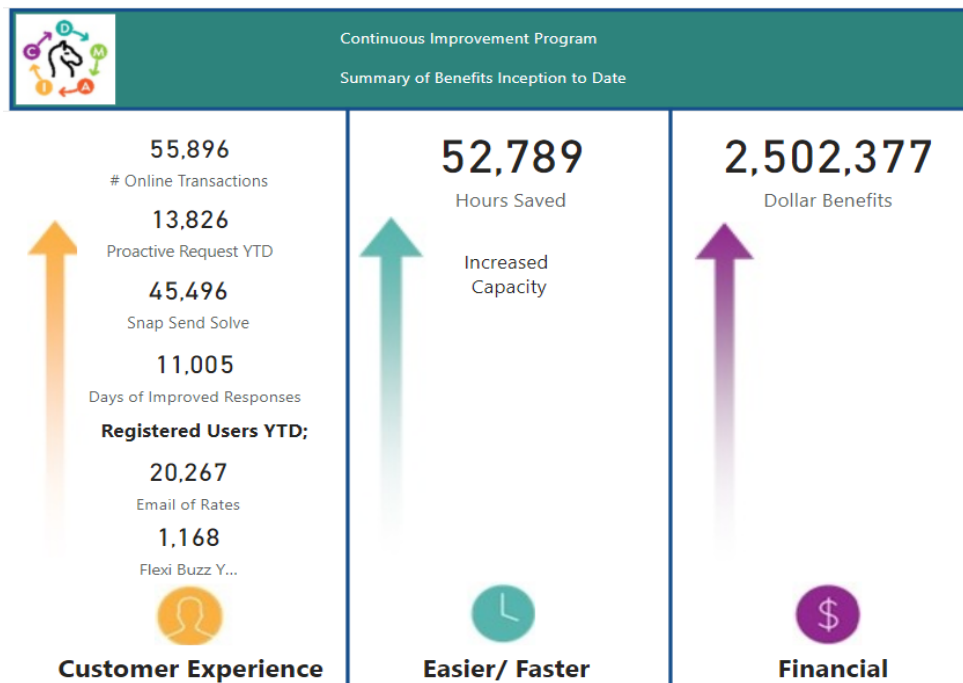 Continuous Improvement Program
Summary of Benefits Inception to Date
D
M
A
I
C
55,896
# Online Transactions
13,826
Proactive Request YTD
45,496
Snap Send Solve
11,005
Days of Improved Responses
Registered Users YTD;
20,267
Email of Rates
1,168
Flexi Buzz Y...
Customer Experience
52,789
Hours Saved
Increased
Capacity
Easier/ Faster
2,502,377
Dollar Benefits
$
Financial